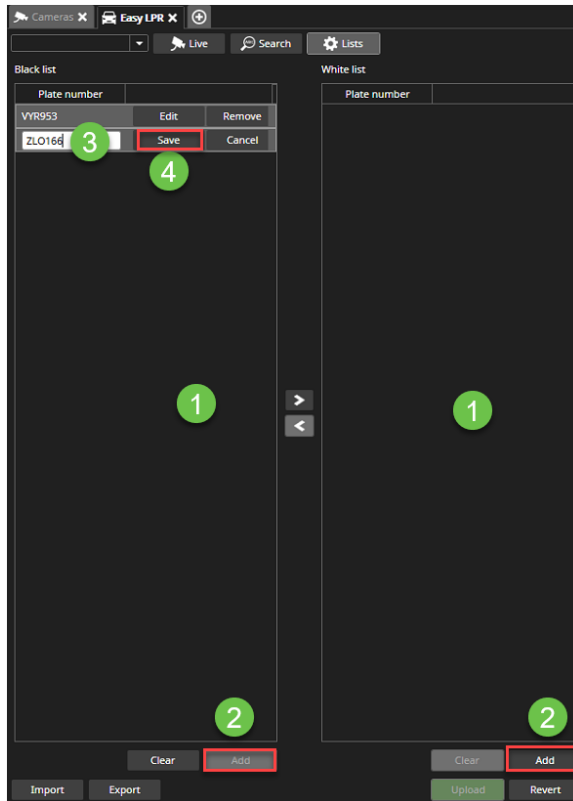 Cameras X Easy LPR X
Live Search Lists
Black list White list
Plate number Plate number
VYR953 Edit Remove
ZLO166 3 Save Cancel
4
1 > 1
<
2 2
Clear Add Clear Add
Import Export Upload Revert